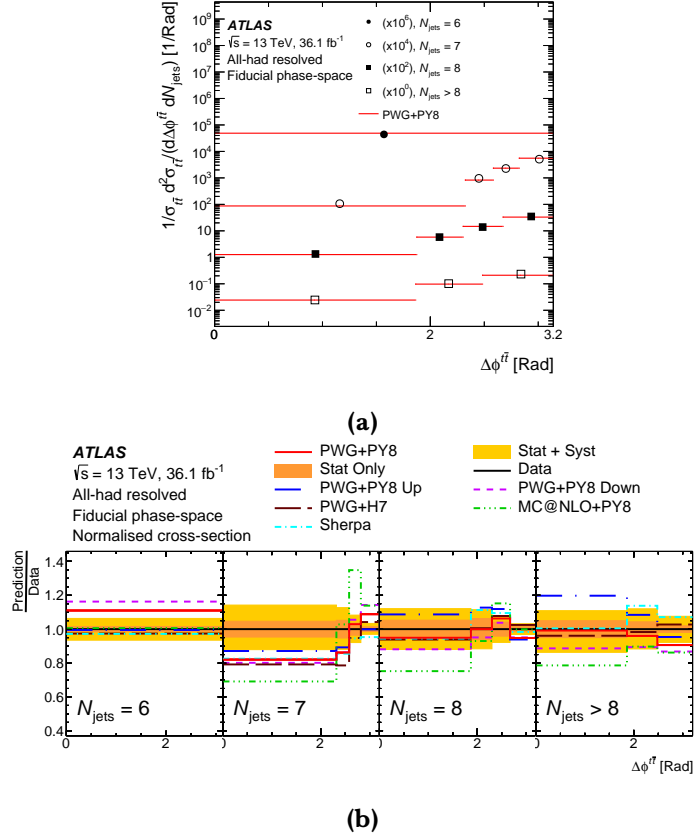 ATLAS
√s = 13 TeV, 36.1 fb⁻¹
All-had resolved
Fiducial phase-space
(x10⁶), N_jets = 6
(x10⁴), N_jets = 7
(x10²), N_jets = 8
(x10⁰), N_jets > 8
PWG+PY8
1/σ_tt̄ d²σ_tt̄/(dΔϕ^tt̄ dN_jets) [1/Rad]
10⁹
10⁸
10⁷
10⁶
10⁵
10⁴
10³
10²
10
1
10⁻¹
10⁻²
0
2
3.2
Δϕ^tt̄ [Rad]
(a)
ATLAS
√s = 13 TeV, 36.1 fb⁻¹
All-had resolved
Fiducial phase-space
Normalised cross-section
PWG+PY8
Stat Only
PWG+PY8 Up
PWG+H7
Sherpa
Stat + Syst
Data
PWG+PY8 Down
MC@NLO+PY8
Prediction
Data
1.4
1.2
1.0
0.8
0.6
0.4
N_jets = 6
N_jets = 7
N_jets = 8
N_jets > 8
0 2 0 2 0 2 0 2
Δϕ^tt̄ [Rad]
(b)